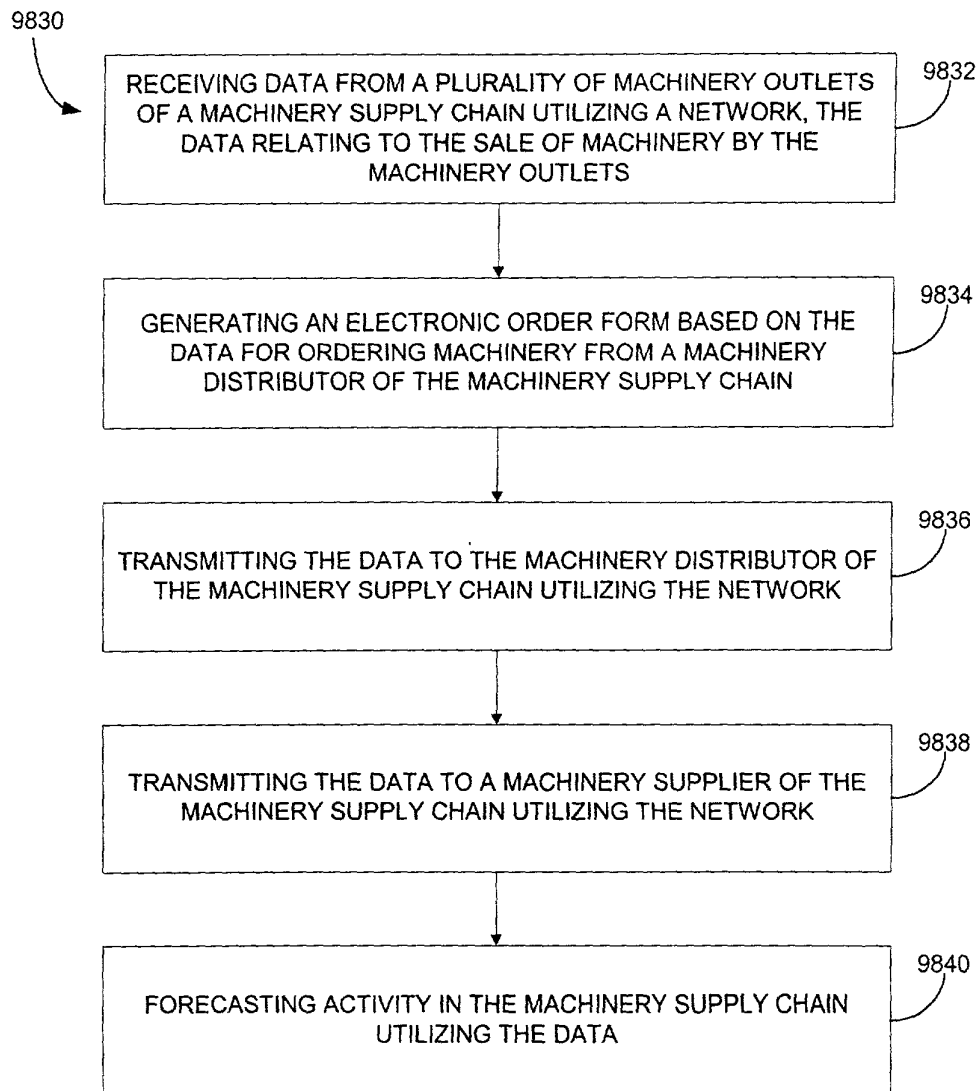 9830
RECEIVING DATA FROM A PLURALITY OF MACHINERY OUTLETS
OF A MACHINERY SUPPLY CHAIN UTILIZING A NETWORK, THE
DATA RELATING TO THE SALE OF MACHINERY BY THE
MACHINERY OUTLETS
9832
GENERATING AN ELECTRONIC ORDER FORM BASED ON THE
DATA FOR ORDERING MACHINERY FROM A MACHINERY
DISTRIBUTOR OF THE MACHINERY SUPPLY CHAIN
9834
TRANSMITTING THE DATA TO THE MACHINERY DISTRIBUTOR OF
THE MACHINERY SUPPLY CHAIN UTILIZING THE NETWORK
9836
TRANSMITTING THE DATA TO A MACHINERY SUPPLIER OF THE
MACHINERY SUPPLY CHAIN UTILIZING THE NETWORK
9838
FORECASTING ACTIVITY IN THE MACHINERY SUPPLY CHAIN
UTILIZING THE DATA
9840